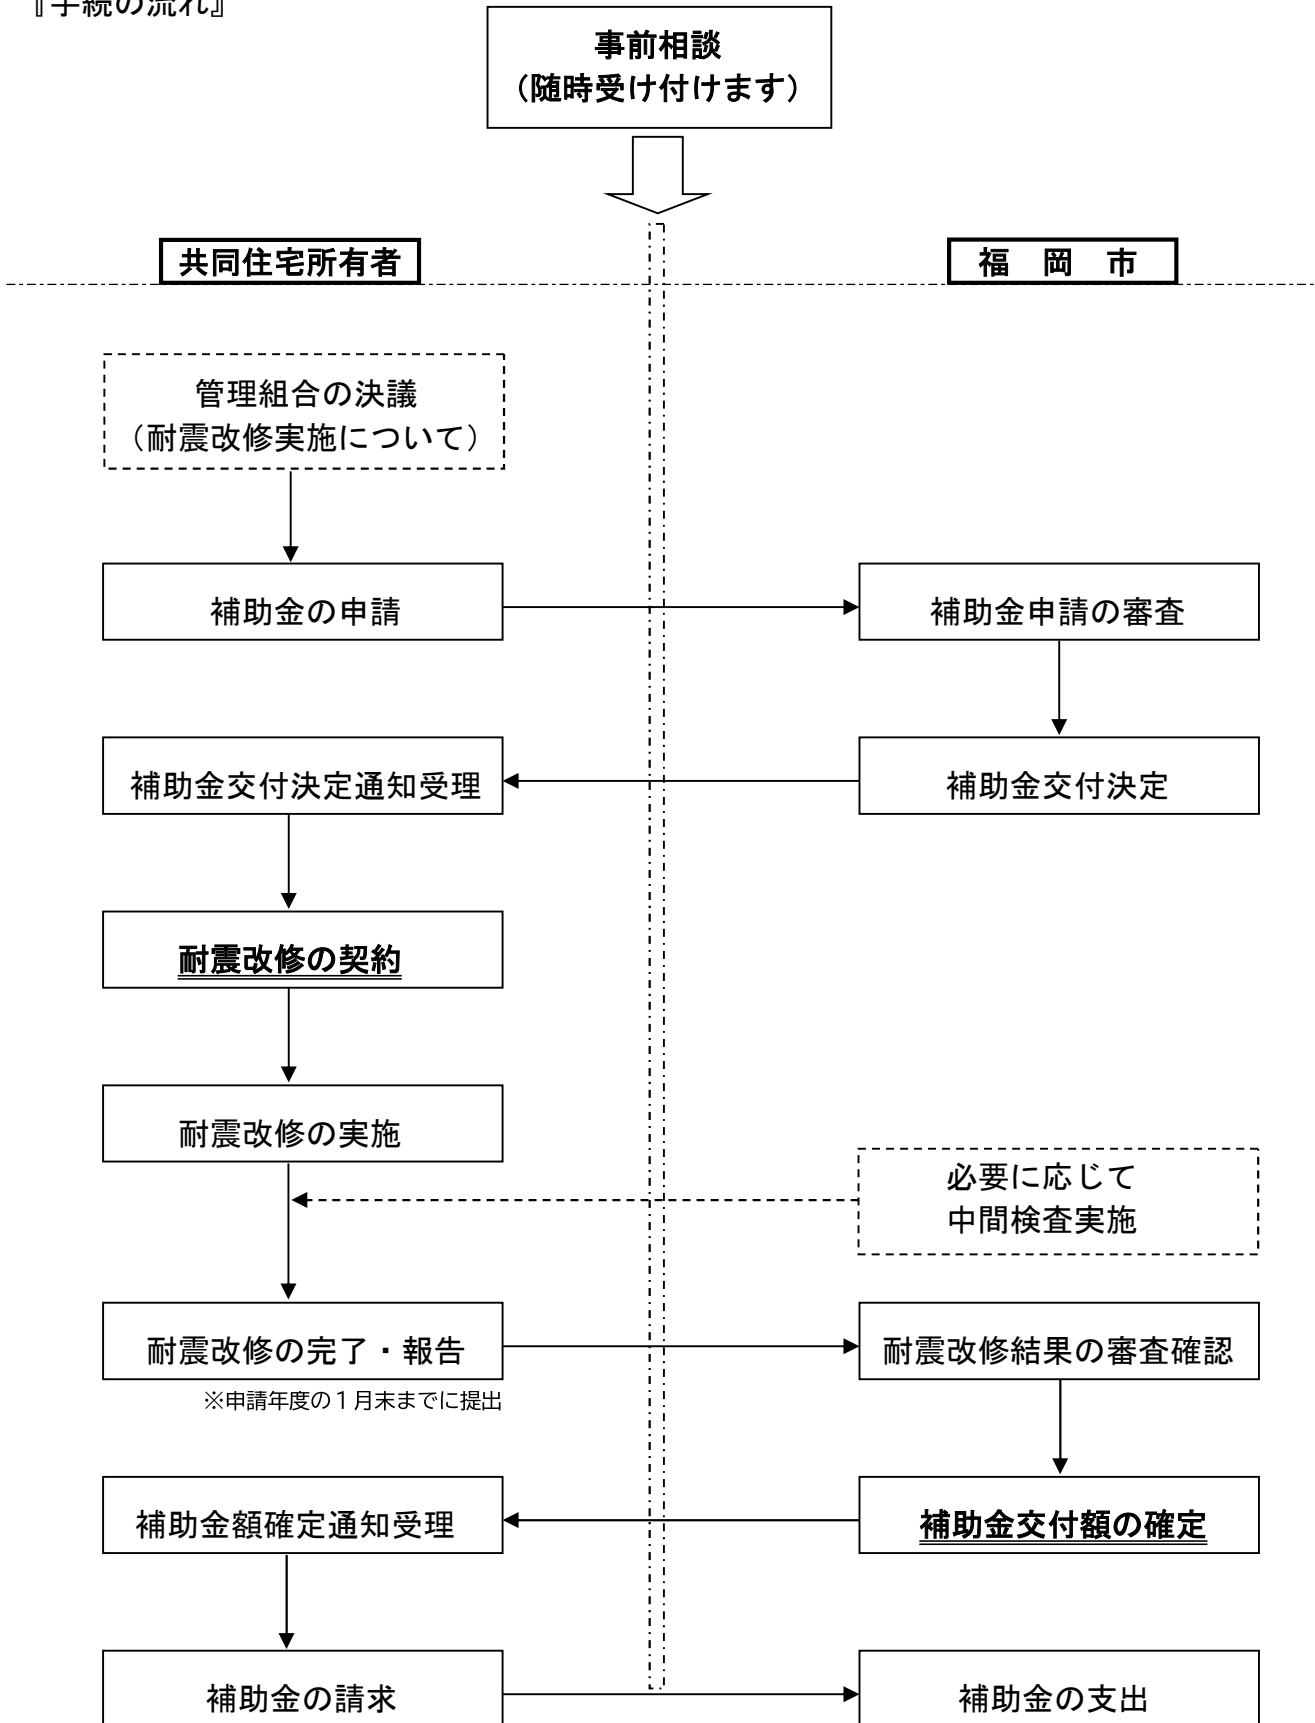 『手続の流れ』
事前相談
（随時受け付けます）
共同住宅所有者
福　岡　市
管理組合の決議
（耐震改修実施について）
補助金の申請
補助金申請の審査
補助金交付決定通知受理
補助金交付決定
耐震改修の契約
耐震改修の実施
必要に応じて
中間検査実施
耐震改修の完了・報告
耐震改修結果の審査確認
※申請年度の１月末までに提出
補助金額確定通知受理
補助金交付額の確定
補助金の請求
補助金の支出